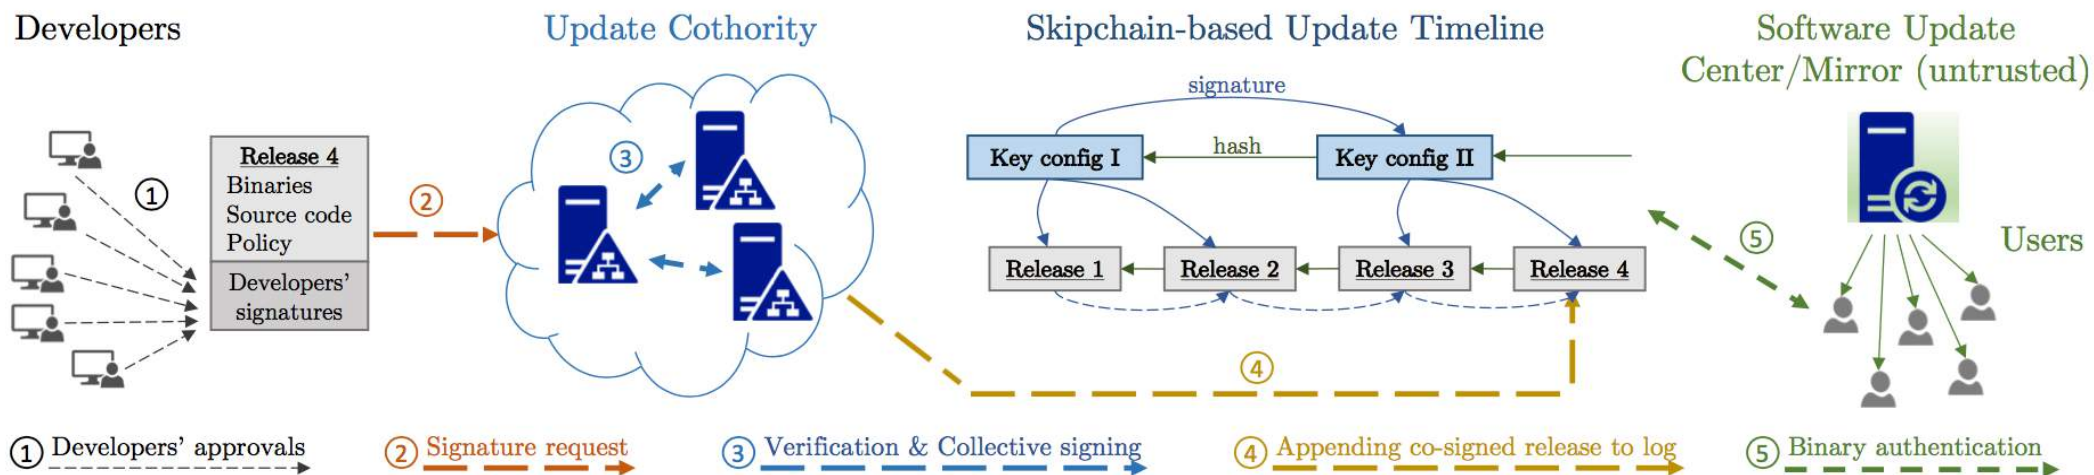 Developers
Update Cothority
Skipchain-based Update Timeline
Software Update
Center/Mirror (untrusted)
1
Release 4
Binaries
Source code
Policy
Developers’
signatures
2
3
signature
Key config I
hash
Key config II
Release 1
Release 2
Release 3
Release 4
4
5
Users
1 Developers’ approvals
2 Signature request
3 Verification & Collective signing
4 Appending co-signed release to log
5 Binary authentication